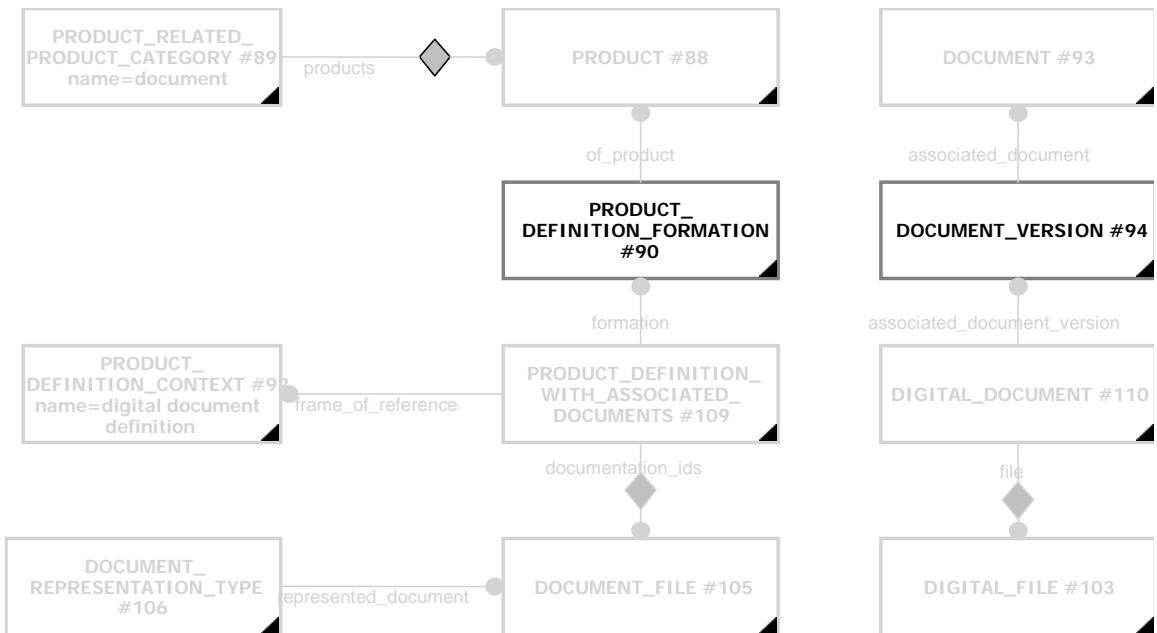 PRODUCT_RELATED_
PRODUCT_CATEGORY #89
name=document
products
PRODUCT #88
DOCUMENT #93
of_product
associated_document
PRODUCT_
DEFINITION_FORMATION
#90
DOCUMENT_VERSION #94
formation
associated_document_version
PRODUCT_
DEFINITION_CONTEXT #92
name=digital document
definition
frame_of_reference
PRODUCT_DEFINITION_
WITH_ASSOCIATED_
DOCUMENTS #109
DIGITAL_DOCUMENT #110
documentation_ids
file
DOCUMENT_
REPRESENTATION_TYPE
#106
represented_document
DOCUMENT_FILE #105
DIGITAL_FILE #103